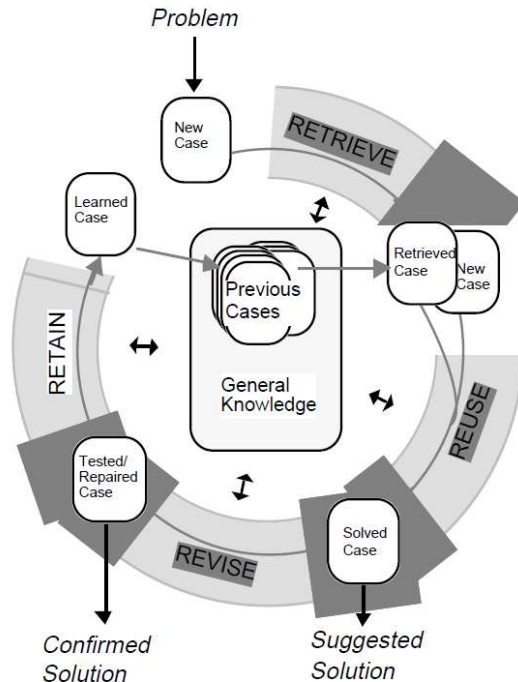 Problem
New
Case
RETRIEVE
Learned
Case
Retrieved
Case
New
Case
Previous
Cases
General
Knowledge
RETAIN
REUSE
Tested/
Repaired
Case
Solved
Case
REVISE
Confirmed
Solution
Suggested
Solution